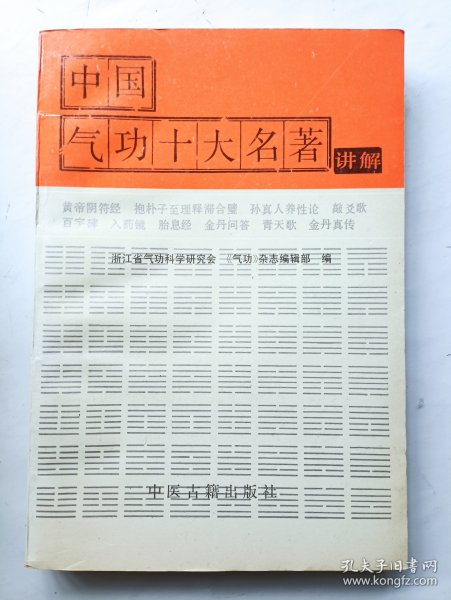 中国
气功十大名著
讲解
黄帝阴符经 抱朴子至理释滞合璧 孙真人养性论 敲爻歌
百字碑 入药镜 胎息经 金丹问答 青天歌 金丹真传
浙江省气功科学研究会 《气功》杂志编辑部 编
中医古籍出版社
孔夫子旧书网
www.kongfz.com